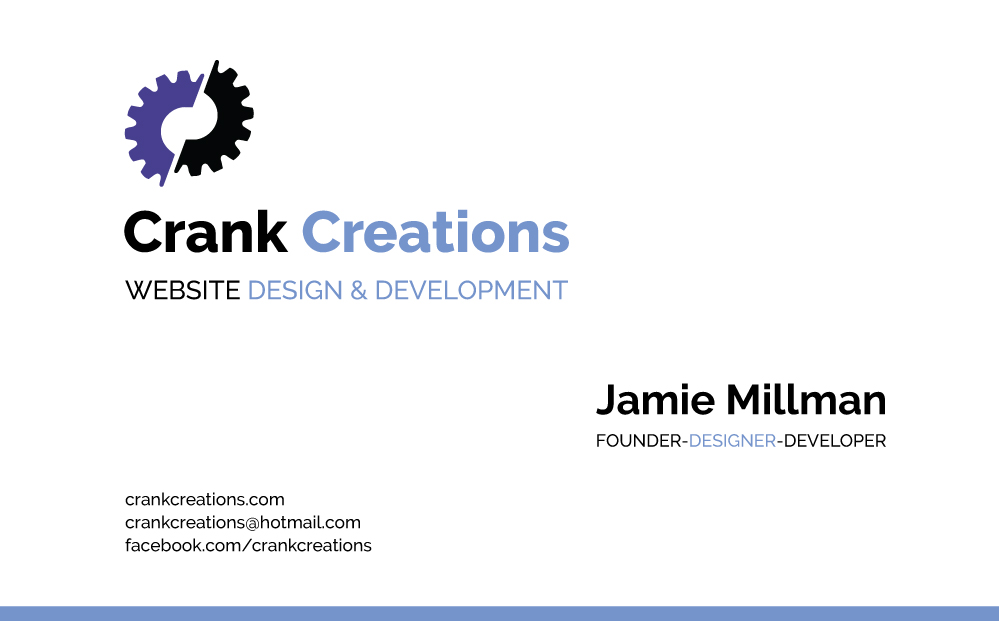 Crank Creations
WEBSITE DESIGN & DEVELOPMENT
Jamie Millman
FOUNDER-DESIGNER-DEVELOPER
crankcreations.com
crankcreations@hotmail.com
facebook.com/crankcreations